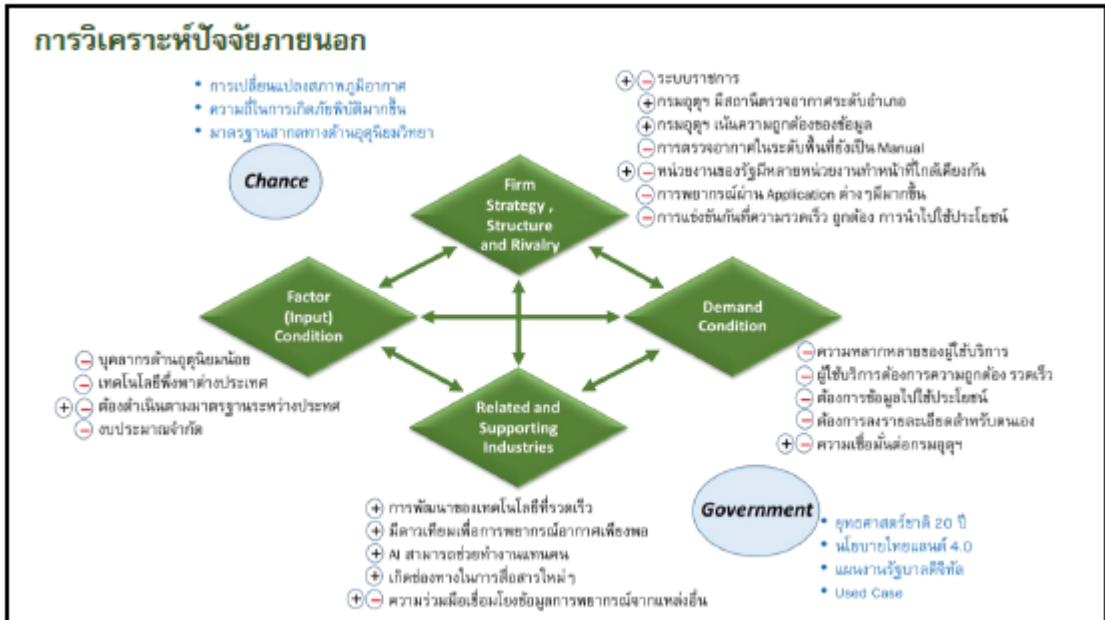 การวิเคราะห์ปัจจัยภายนอก
• การเปลี่ยนแปลงสภาพภูมิอากาศ
• ความถี่ในการเกิดภัยพิบัติมากขึ้น
• มาตรฐานสากลทางด้านอุตุนิยมวิทยา
Chance
+ - ระบบราชการ
+ กรมอุตุฯ มีสถานีตรวจอากาศระดับอำเภอ
+ กรมอุตุฯ เน้นความถูกต้องของข้อมูล
- การตรวจอากาศในระดับพื้นที่ยังเป็น Manual
+ - หน่วยงานของรัฐมีหลายหน่วยงานทำหน้าที่ใกล้เคียงกัน
- การพยากรณ์ผ่าน Application ต่างๆมีมากขึ้น
- การแข่งขันกันที่ความรวดเร็ว ถูกต้อง การนำไปใช้ประโยชน์
Firm
Strategy ,
Structure
and Rivalry
Factor
(Input)
Condition
Demand
Condition
- บุคลากรด้านอุตุนิยมน้อย
- เทคโนโลยีพึ่งพาต่างประเทศ
+ - ต้องดำเนินตามมาตรฐานระหว่างประทศ
- งบประมาณจำกัด
Related and
Supporting
Industries
- ความหลากหลายของผู้ใช้บริการ
- ผู้ใช้บริการต้องการความถูกต้อง รวดเร็ว
- ต้องการข้อมูลไปใช้ประโยชน์
- ต้องการลงรายละเอียดสำหรับตนเอง
+ - ความเชื่อมั่นต่อกรมอุตุฯ
+ การพัฒนาของเทคโนโลยีที่รวดเร็ว
+ มีดาวเทียมเพื่อการพยากรณ์อากาศเพียงพอ
+ AI สามารถช่วยทำงานแทนคน
+ เกิดช่องทางในการสื่อสารใหม่ๆ
+ - ความร่วมมือเชื่อมโยงข้อมูลการพยากรณ์จากแหล่งอื่น
Government
• ยุทธศาสตร์ชาติ 20 ปี
• นโยบายไทยแลนด์ 4.0
• แผนงานรัฐบาลดิจิทัล
• Used Case